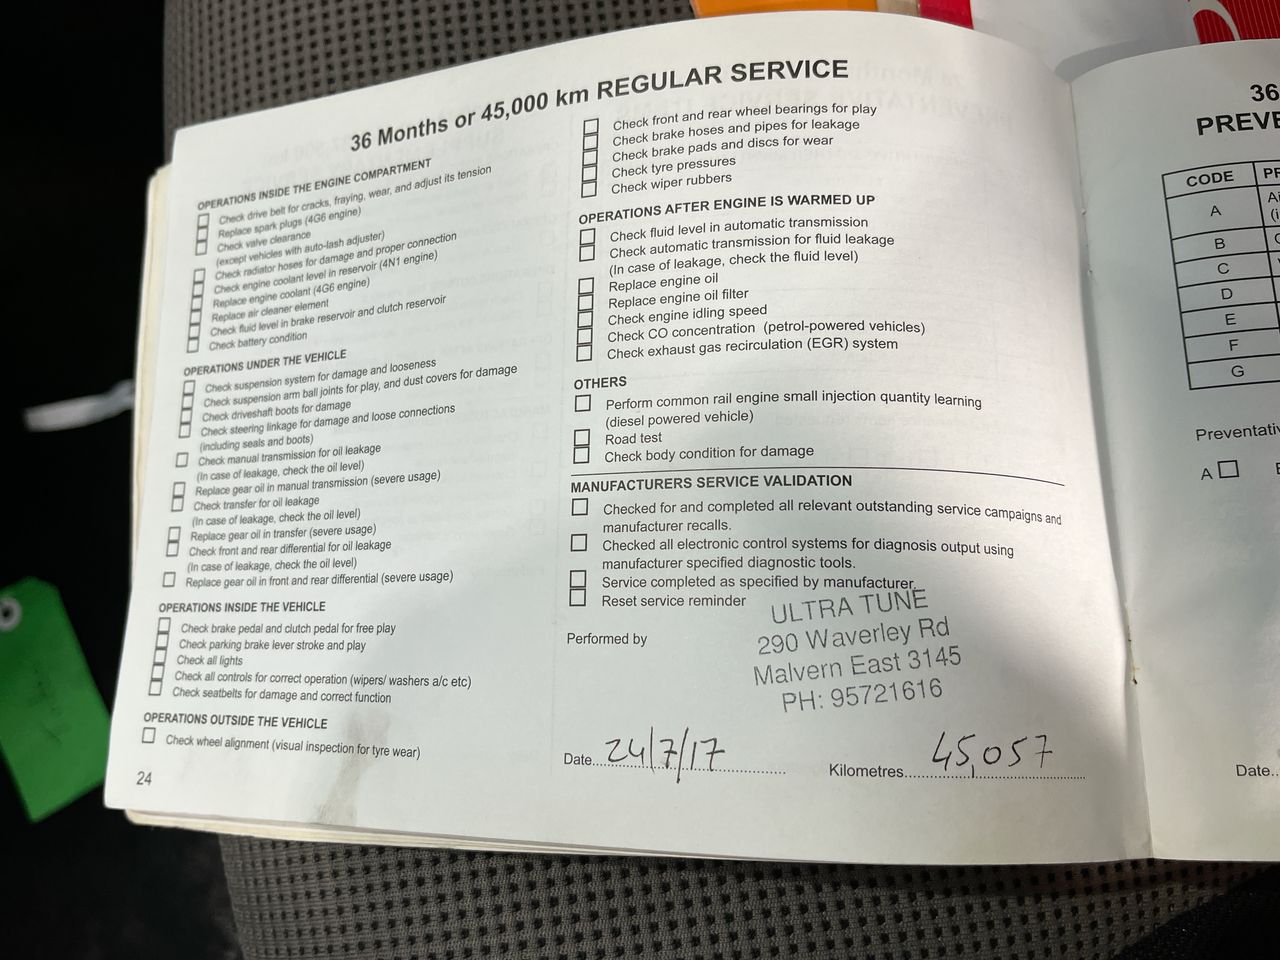 36 Months or 45,000 km REGULAR SERVICE
OPERATIONS INSIDE THE ENGINE COMPARTMENT
Check drive belt for cracks, fraying, wear, and adjust its tension
Replace spark plugs (4G6 engine)
Check valve clearance
(except vehicles with auto-lash adjuster)
Check radiator hoses for damage and proper connection
Check engine coolant level in reservoir (4N1 engine)
Replace engine coolant (4G6 engine)
Replace air cleaner element
Check fluid level in brake reservoir and clutch reservoir
Check battery condition
OPERATIONS UNDER THE VEHICLE
Check suspension system for damage and looseness
Check suspension arm ball joints for play, and dust covers for damage
Check driveshaft boots for damage
Check steering linkage for damage and loose connections
(including seals and boots)
Check manual transmission for oil leakage
(In case of leakage, check the oil level)
Replace gear oil in manual transmission (severe usage)
Check transfer for oil leakage
(In case of leakage, check the oil level)
Replace gear oil in transfer (severe usage)
Check front and rear differential for oil leakage
(In case of leakage, check the oil level)
Replace gear oil in front and rear differential (severe usage)
OPERATIONS INSIDE THE VEHICLE
Check brake pedal and clutch pedal for free play
Check parking brake lever stroke and play
Check all lights
Check all controls for correct operation (wipers/ washers a/c etc)
Check seatbelts for damage and correct function
OPERATIONS OUTSIDE THE VEHICLE
Check wheel alignment (visual inspection for tyre wear)
24
Check front and rear wheel bearings for play
Check brake hoses and pipes for leakage
Check brake pads and discs for wear
Check tyre pressures
Check wiper rubbers
OPERATIONS AFTER ENGINE IS WARMED UP
Check fluid level in automatic transmission
Check automatic transmission for fluid leakage
(In case of leakage, check the fluid level)
Replace engine oil
Replace engine oil filter
Check engine idling speed
Check CO concentration (petrol-powered vehicles)
Check exhaust gas recirculation (EGR) system
OTHERS
Perform common rail engine small injection quantity learning
(diesel powered vehicle)
Road test
Check body condition for damage
MANUFACTURERS SERVICE VALIDATION
Checked for and completed all relevant outstanding service campaigns and
manufacturer recalls.
Checked all electronic control systems for diagnosis output using
manufacturer specified diagnostic tools.
Service completed as specified by manufacturer.
Reset service reminder
Performed by
ULTRA TUNE
290 Waverley Rd
Malvern East 3145
PH: 95721616
Date... 24/7/17
Kilometres... 45,057
36
PREVE
CODE PR
A
B
C
D
E
F
G
Preventativ
A
Date..